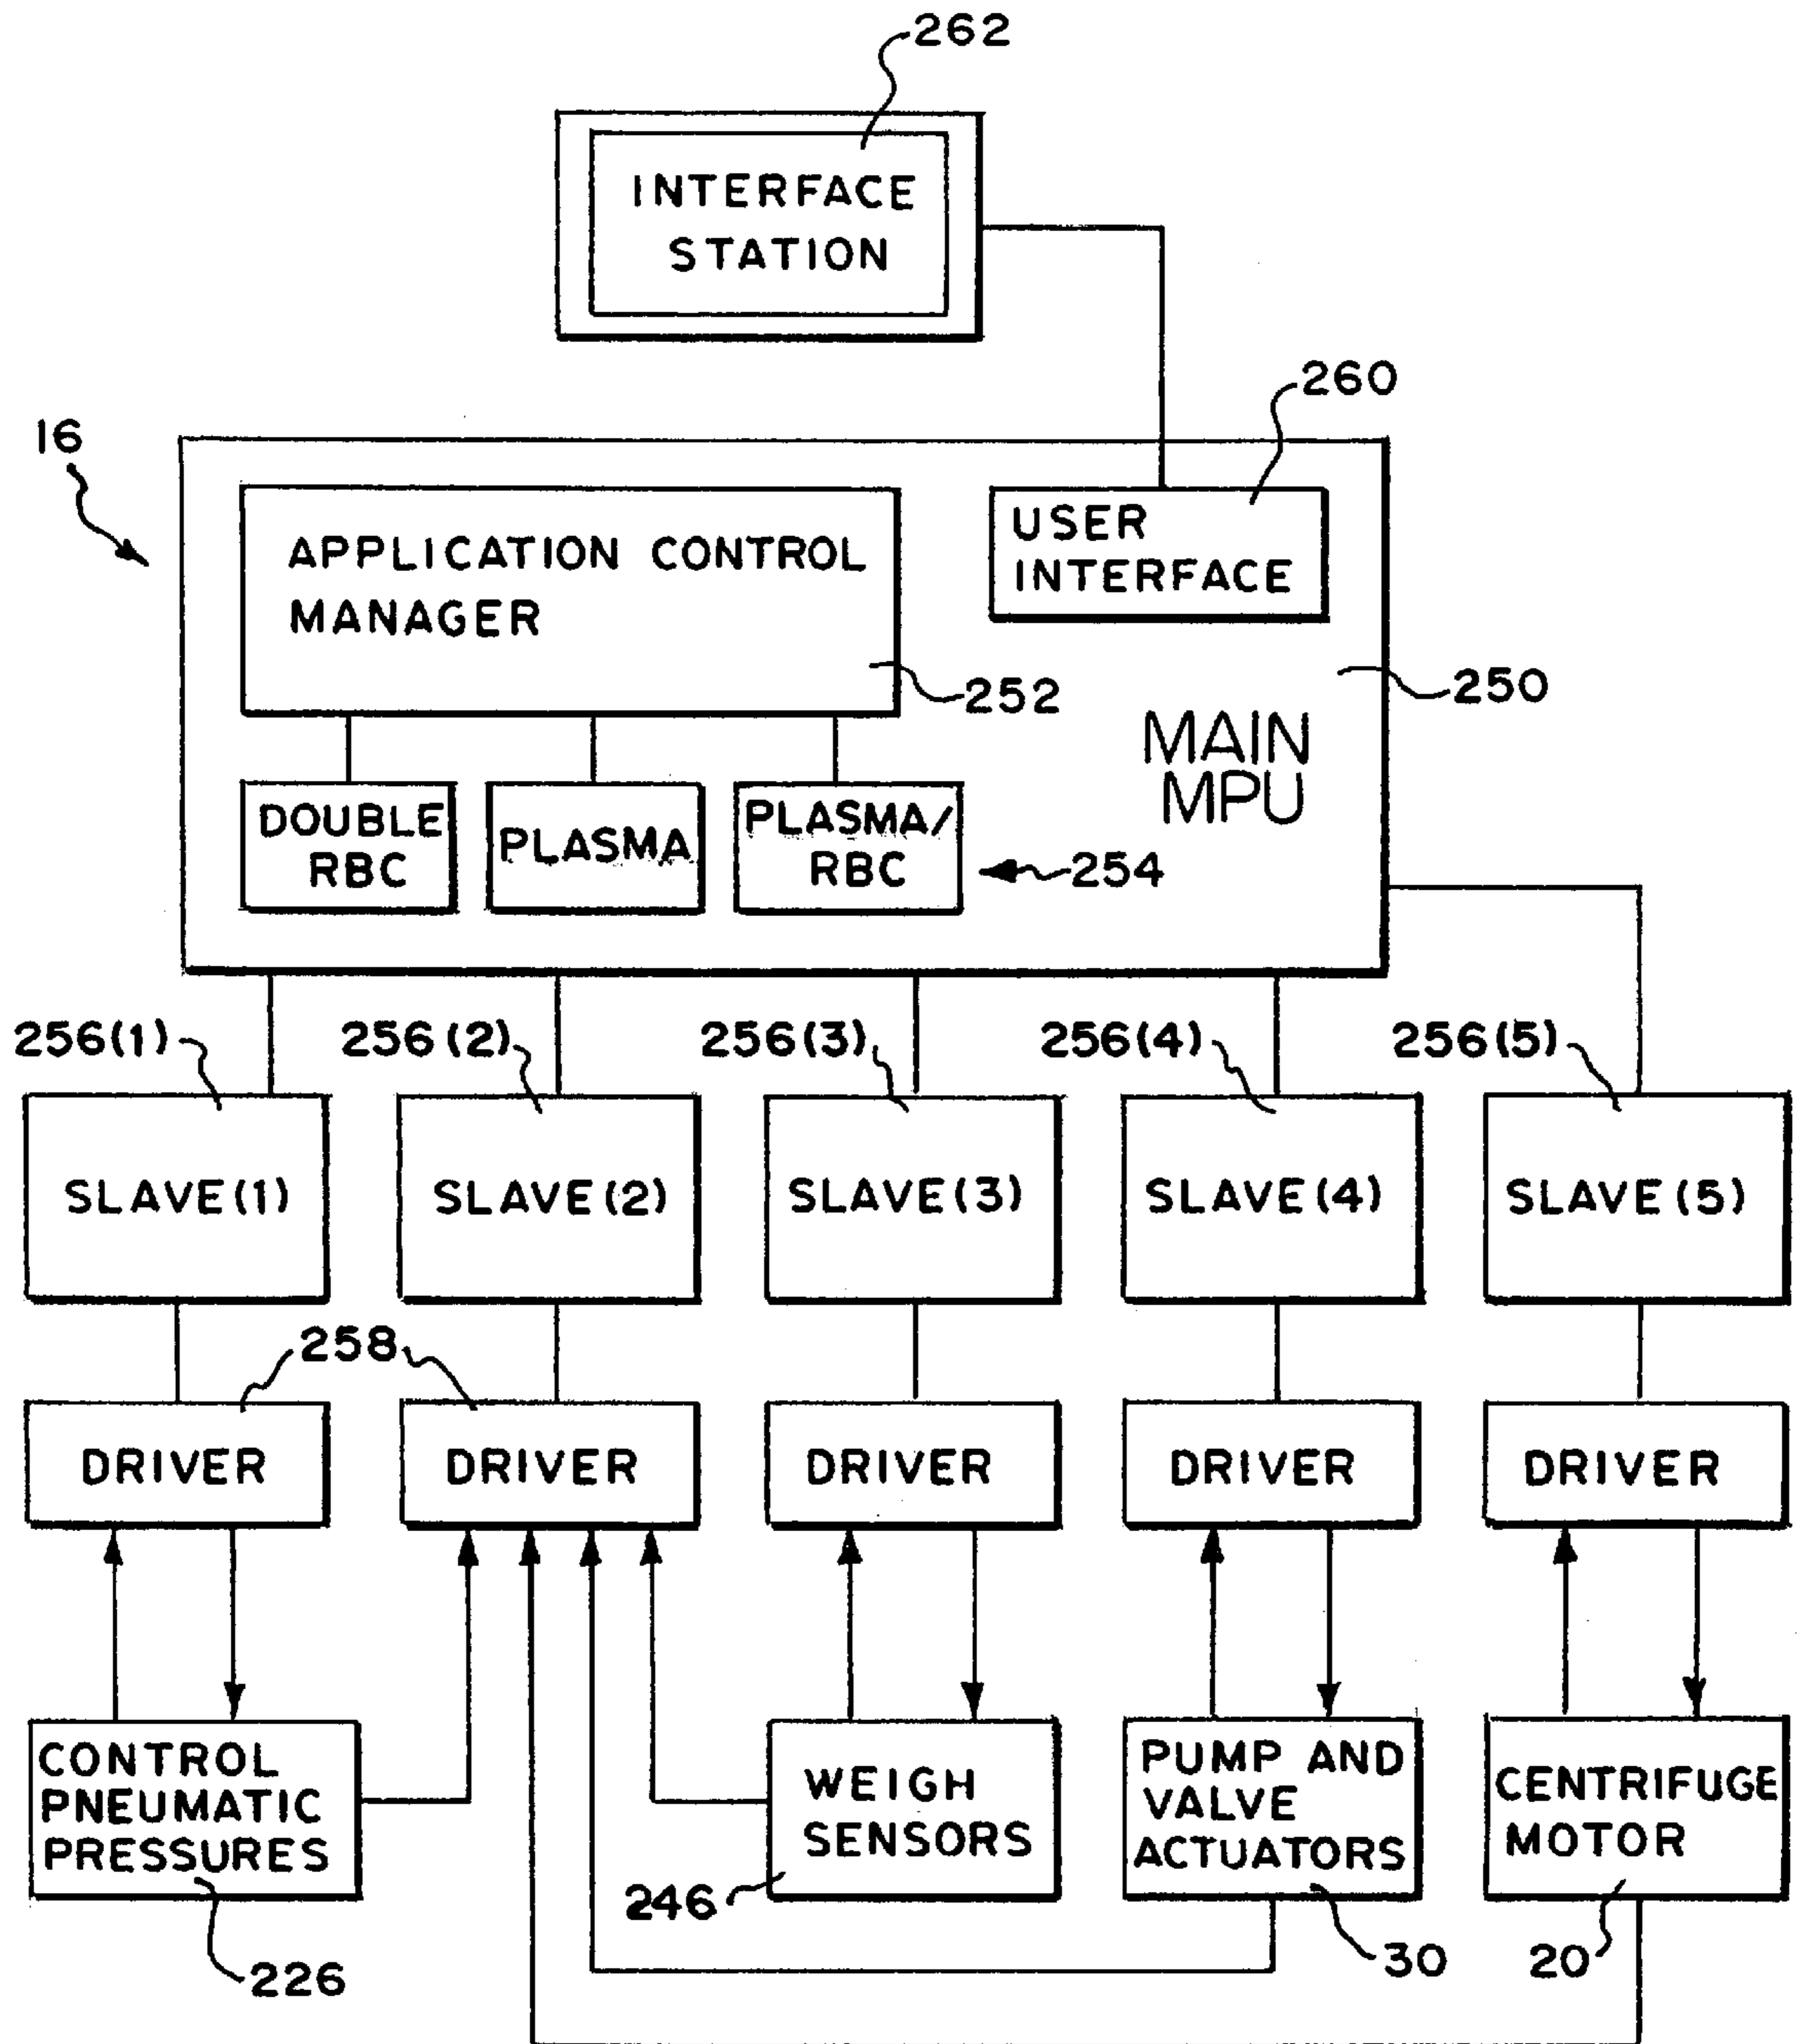 262
INTERFACE
STATION
260
16
USER
INTERFACE
APPLICATION CONTROL
MANAGER
252
250
MAIN
MPU
DOUBLE
RBC
PLASMA
PLASMA/
RBC
254
256(1)
256(2)
256(3)
256(4)
256(5)
SLAVE(1)
SLAVE(2)
SLAVE(3)
SLAVE(4)
SLAVE(5)
258
DRIVER
DRIVER
DRIVER
DRIVER
DRIVER
CONTROL
PNEUMATIC
PRESSURES
WEIGH
SENSORS
PUMP AND
VALVE
ACTUATORS
CENTRIFUGE
MOTOR
226
246
30
20